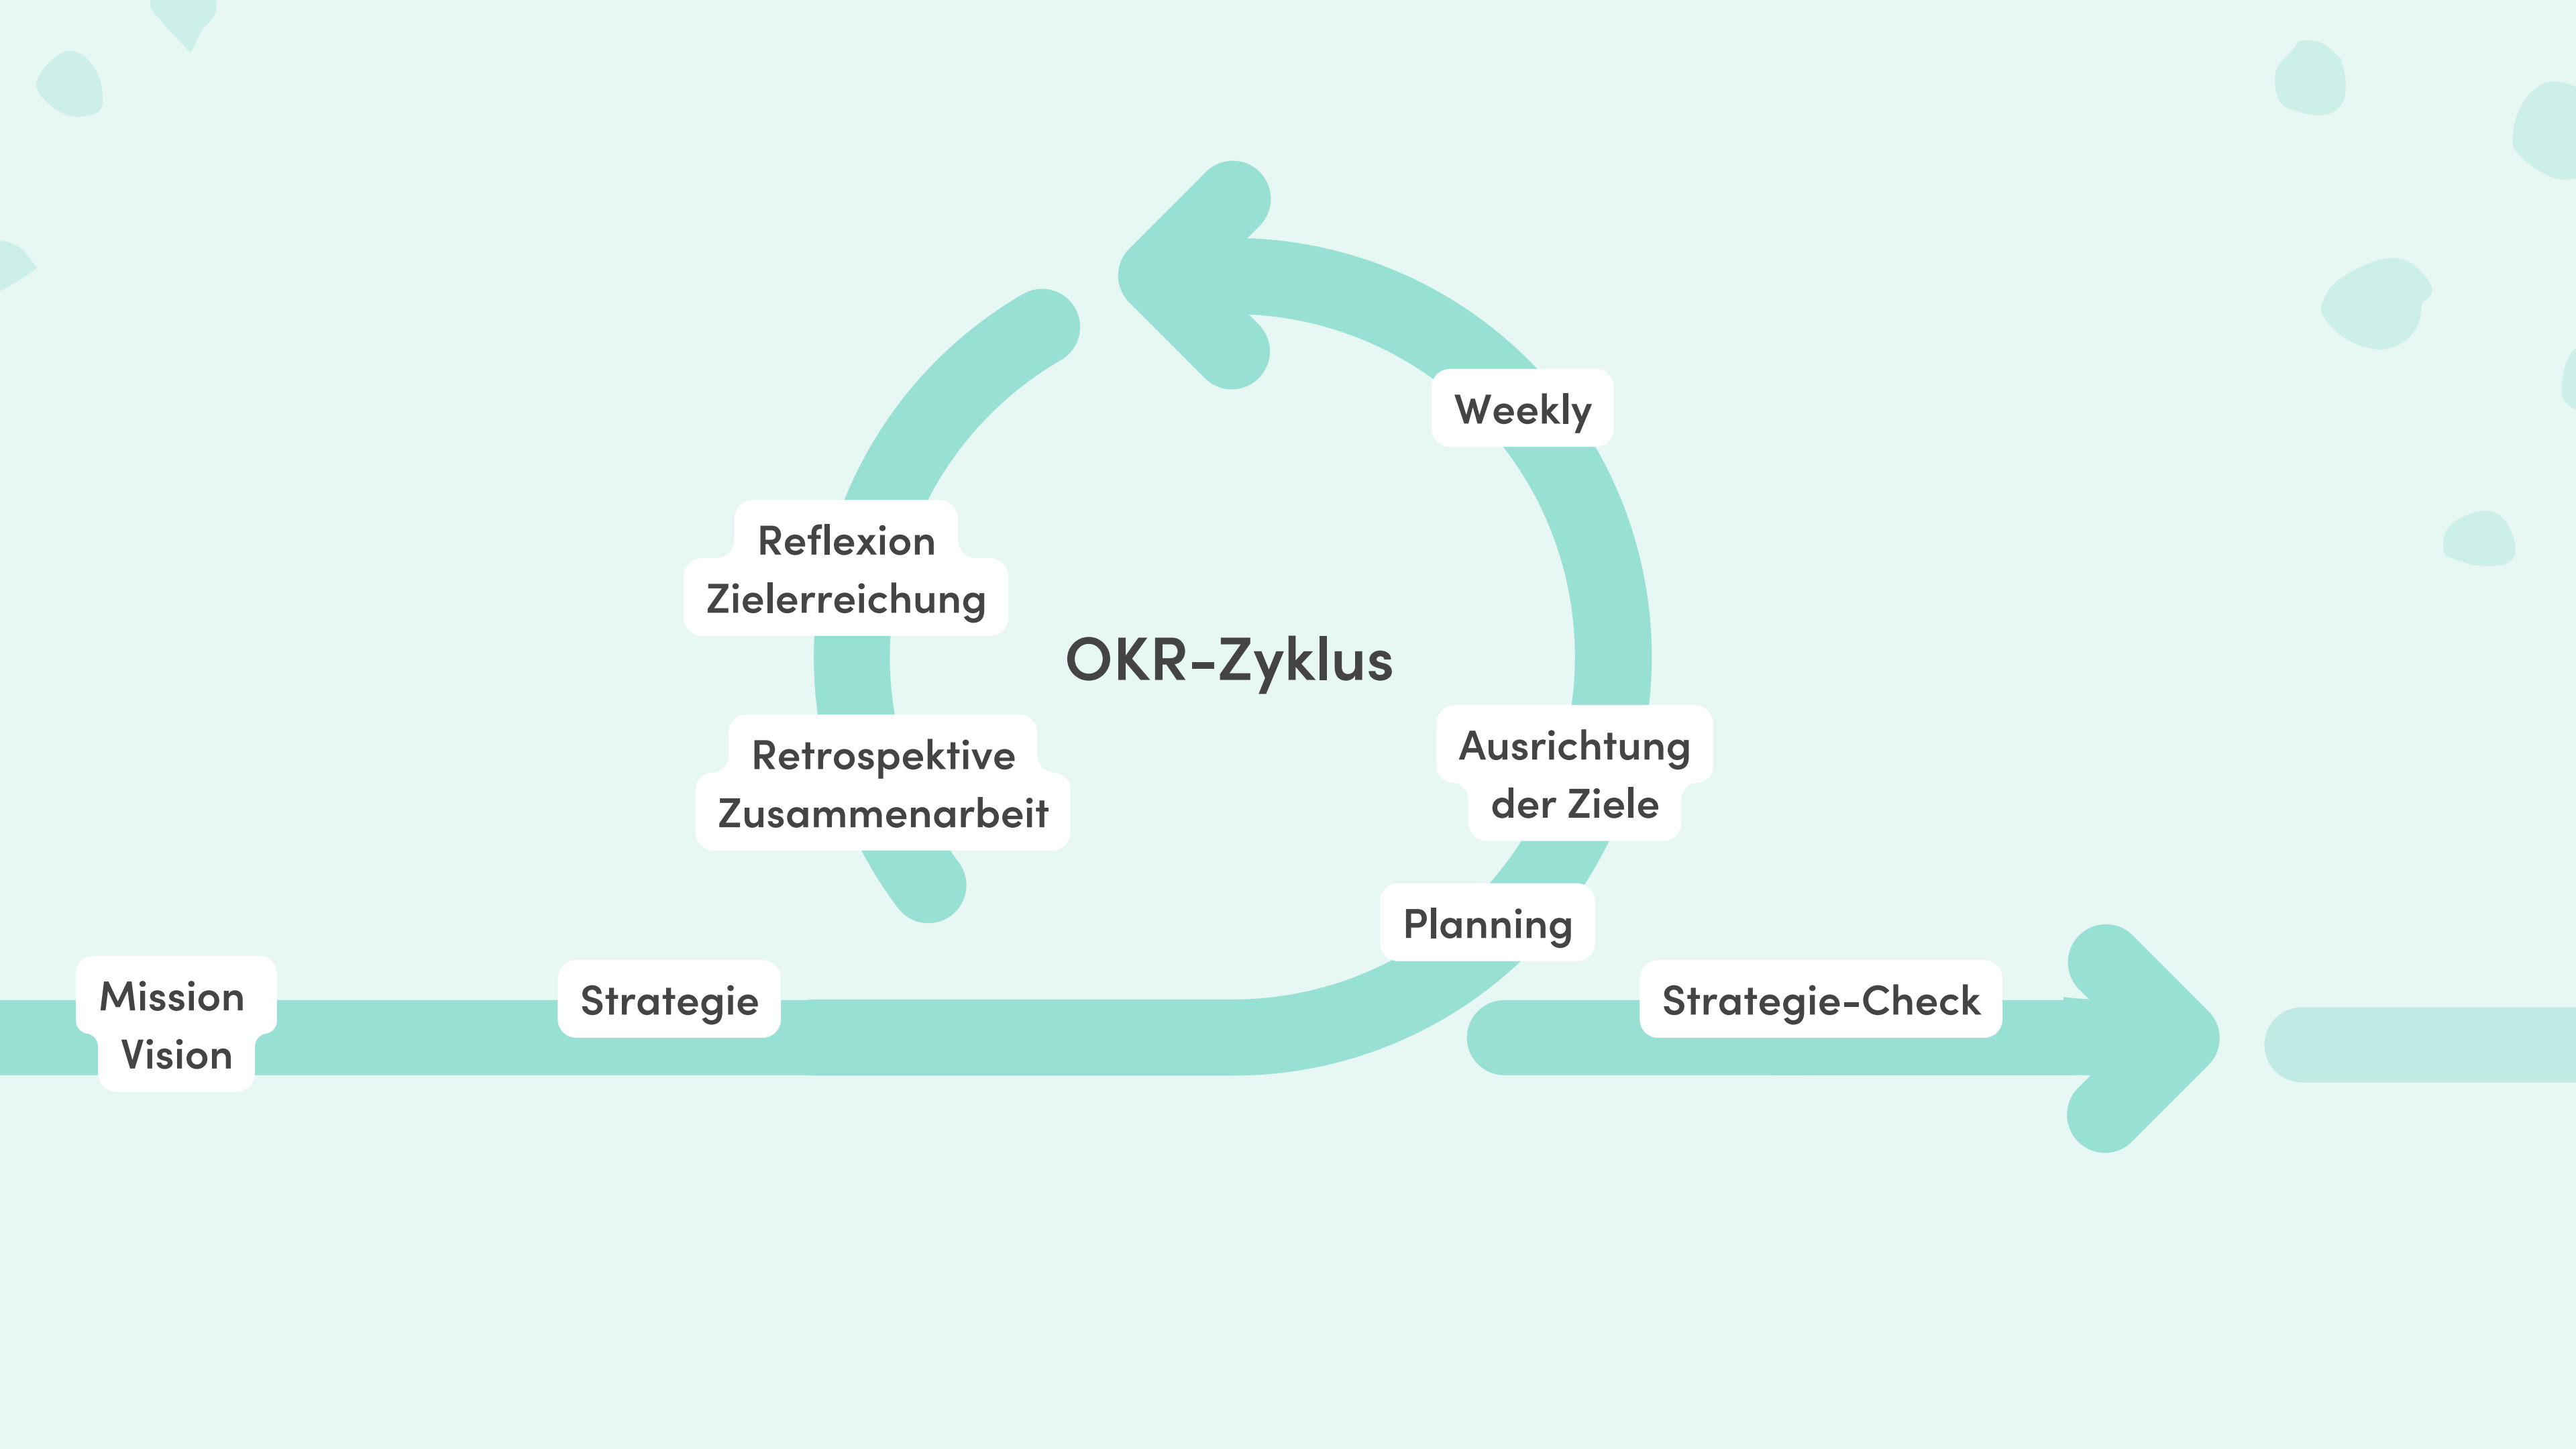 Weekly
Reflexion
Zielerreichung
OKR-Zyklus
Retrospektive
Zusammenarbeit
Ausrichtung
der Ziele
Planning
Mission
Vision
Strategie
Strategie-Check